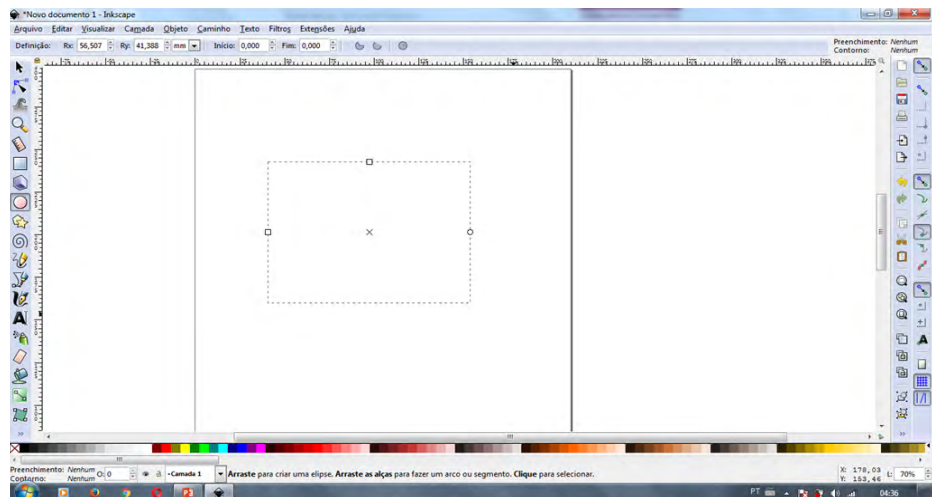 *Novo documento 1 - Inkscape
Arquivo Editar Visualizar Camada Objeto Caminho Texto Filtros Extensões Ajuda
Definição: Rx: 56,507 Ry: 41,388 mm Início: 0,000 Fim: 0,000
Preenchimento: Nenhum
Contorno: Nenhum
Preenchimento: Nenhum
Contorno: Nenhum
O: 0
-Camada 1
Arraste para criar uma elipse. Arraste as alças para fazer um arco ou segmento. Clique para selecionar.
X: 178,03
Y: 153,46
L: 70%
PT
04:36